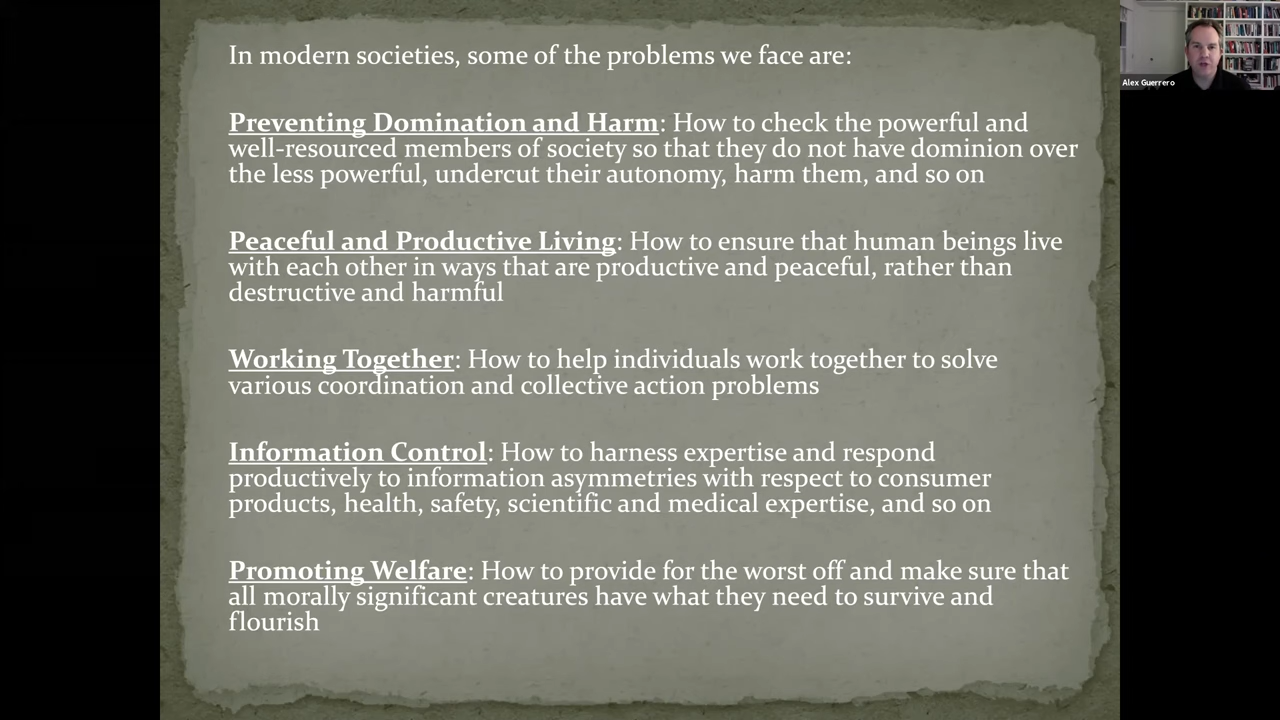 In modern societies, some of the problems we face are:
Preventing Domination and Harm: How to check the powerful and
well-resourced members of society so that they do not have dominion over
the less powerful, undercut their autonomy, harm them, and so on
Peaceful and Productive Living: How to ensure that human beings live
with each other in ways that are productive and peaceful, rather than
destructive and harmful
Working Together: How to help individuals work together to solve
various coordination and collective action problems
Information Control: How to harness expertise and respond
productively to information asymmetries with respect to consumer
products, health, safety, scientific and medical expertise, and so on
Promoting Welfare: How to provide for the worst off and make sure that
all morally significant creatures have what they need to survive and
flourish
Alex Guerrero